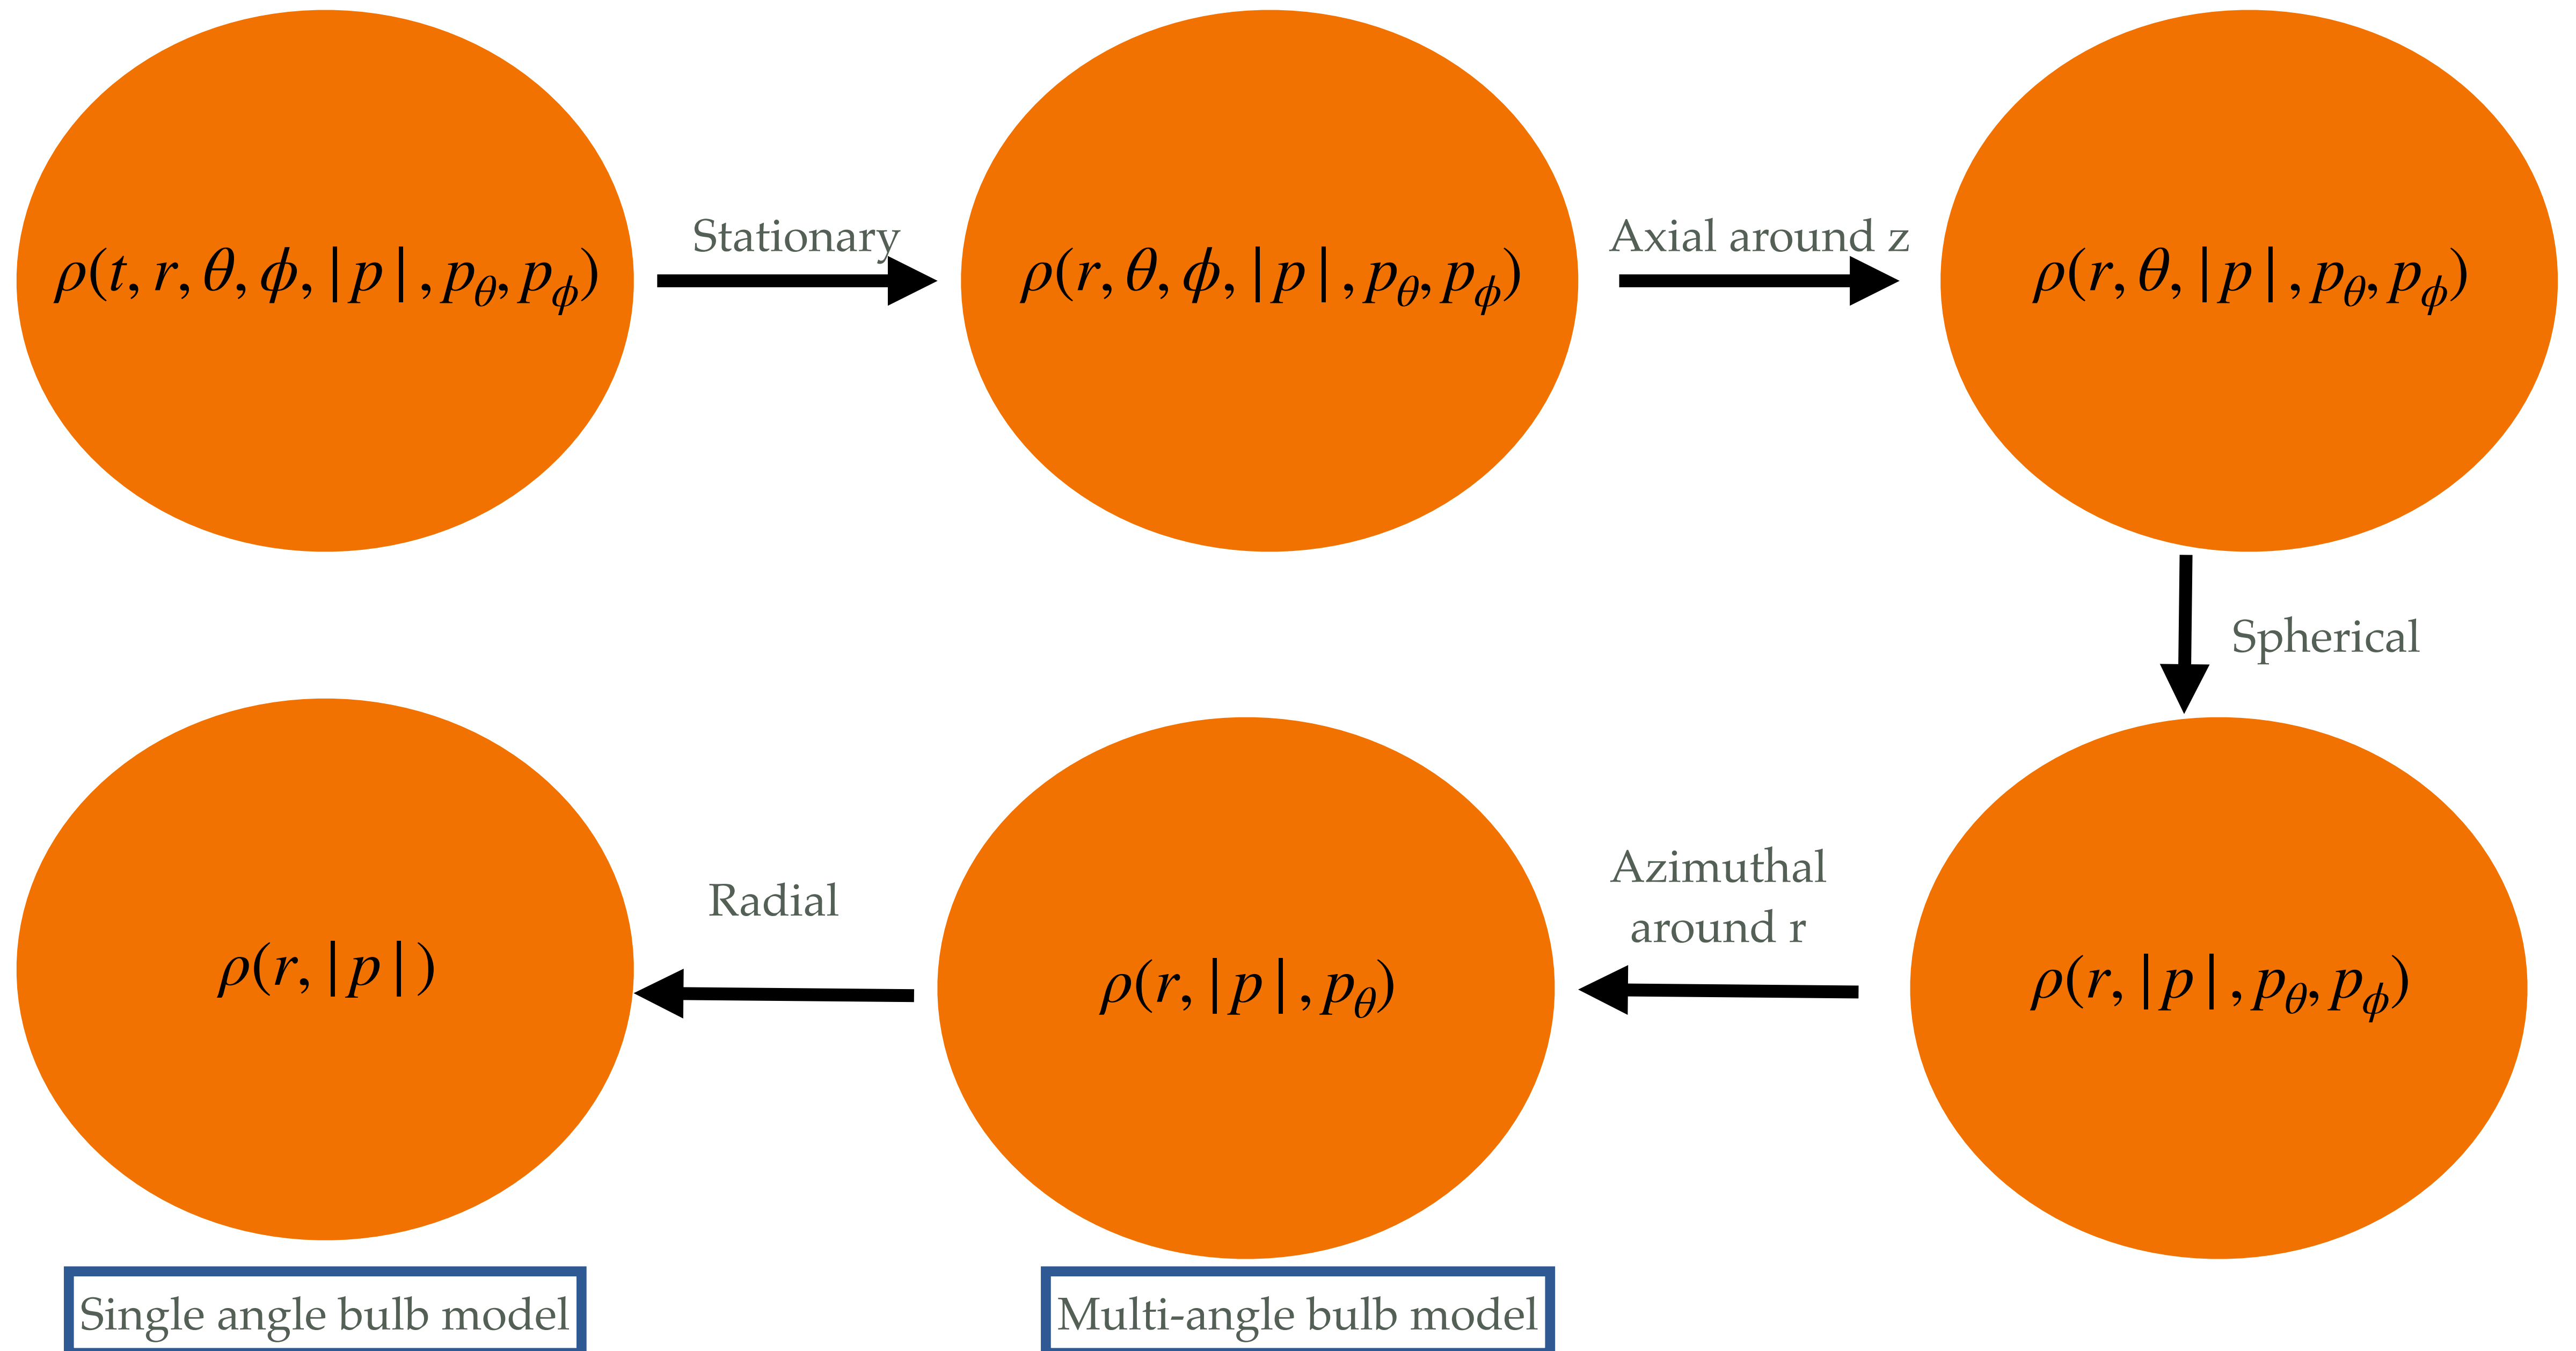 ρ(t, r, θ, ϕ, |p|, p_θ, p_ϕ)
Stationary
ρ(r, θ, ϕ, |p|, p_θ, p_ϕ)
Axial around z
ρ(r, θ, |p|, p_θ, p_ϕ)
Spherical
ρ(r, |p|, p_θ, p_ϕ)
Azimuthal
around r
ρ(r, |p|, p_θ)
Radial
ρ(r, |p|)
Single angle bulb model
Multi-angle bulb model